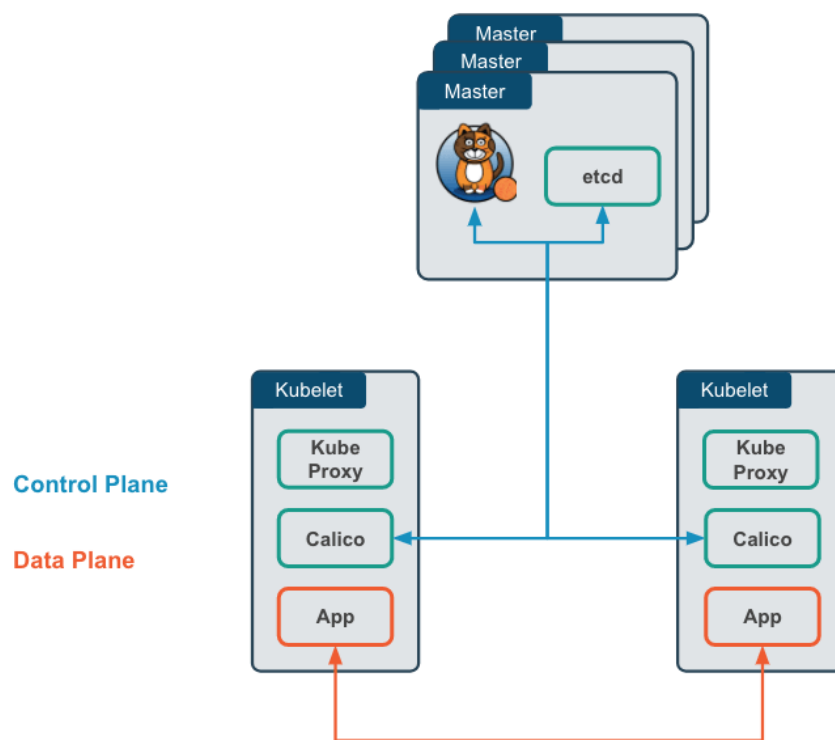 Master
Master
Master
etcd
Kubelet
Kube
Proxy
Calico
App
Kubelet
Kube
Proxy
Calico
App
Control Plane
Data Plane